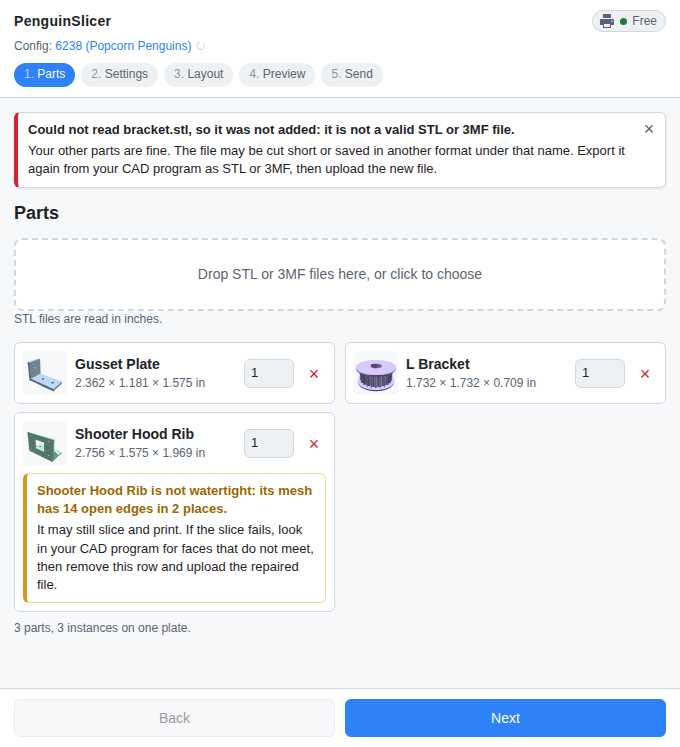 PenguinSlicer
Free
Config: 6238 (Popcorn Penguins)
1. Parts
2. Settings
3. Layout
4. Preview
5. Send
Could not read bracket.stl, so it was not added: it is not a valid STL or 3MF file.
×
Your other parts are fine. The file may be cut short or saved in another format under that name. Export it
again from your CAD program as STL or 3MF, then upload the new file.
Parts
Drop STL or 3MF files here, or click to choose
STL files are read in inches.
Gusset Plate
2.362 × 1.181 × 1.575 in
1
×
L Bracket
1.732 × 1.732 × 0.709 in
1
×
Shooter Hood Rib
2.756 × 1.575 × 1.969 in
1
×
Shooter Hood Rib is not watertight: its mesh
has 14 open edges in 2 places.
It may still slice and print. If the slice fails, look
in your CAD program for faces that do not meet,
then remove this row and upload the repaired
file.
3 parts, 3 instances on one plate.
Back
Next